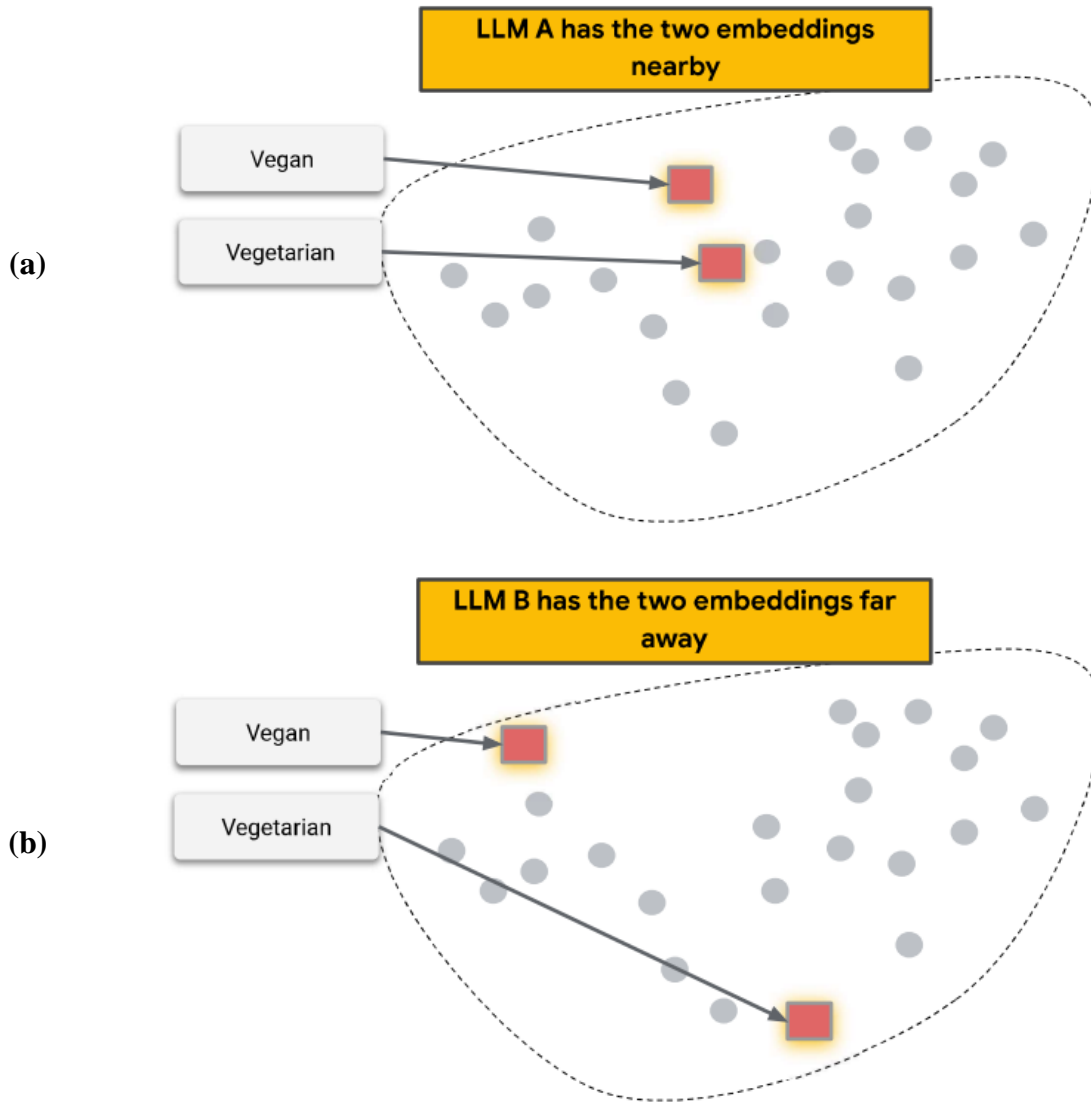 LLM A has the two embeddings
nearby
Vegan
Vegetarian
(a)
LLM B has the two embeddings far
away
Vegan
Vegetarian
(b)